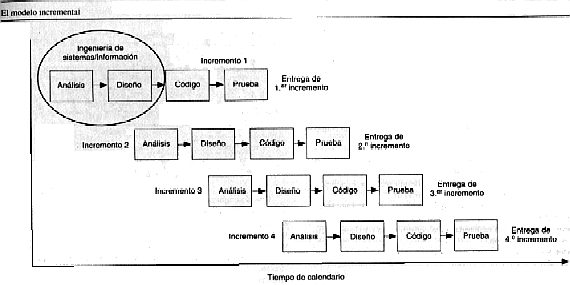 El modelo incremental
Ingeniería de
sistemas/información
Incremento 1
Análisis
Diseño
Código
Prueba
Entrega de
1.er incremento
Incremento 2
Análisis
Diseño
Código
Prueba
Entrega de
2.º incremento
Incremento 3
Análisis
Diseño
Código
Prueba
Entrega de
3.er incremento
Incremento 4
Análisis
Diseño
Código
Prueba
Entrega de
4.º incremento
Tiempo de calendario